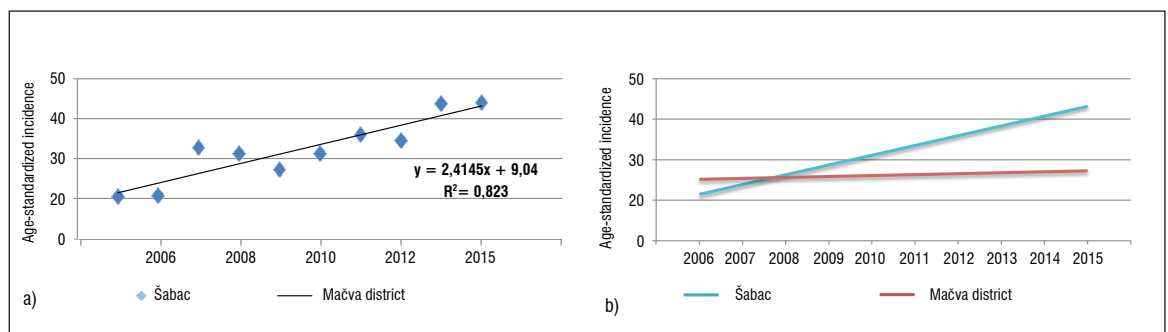 Age-standardized incidence
50
40
30
20
0
y = 2,4145x + 9,04
R²= 0,823
2006 2008 2010 2012 2015
a)
Šabac Mačva district
Age-standardized incidence
50
40
30
20
0
2006 2007 2008 2009 2010 2011 2012 2013 2014 2015
b)
Šabac Mačva district